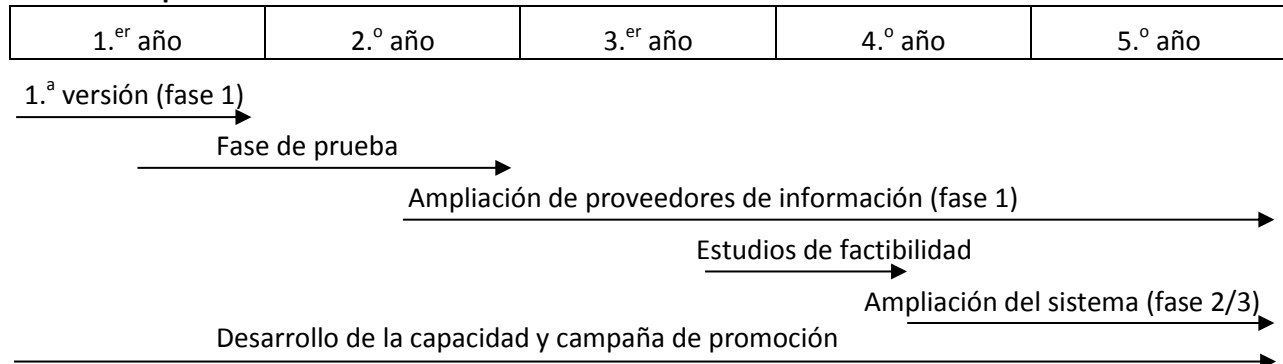 1.er año 2.o año 3.er año 4.o año 5.o año
1.a versión (fase 1)
Fase de prueba
Ampliación de proveedores de información (fase 1)
Estudios de factibilidad
Ampliación del sistema (fase 2/3)
Desarrollo de la capacidad y campaña de promoción